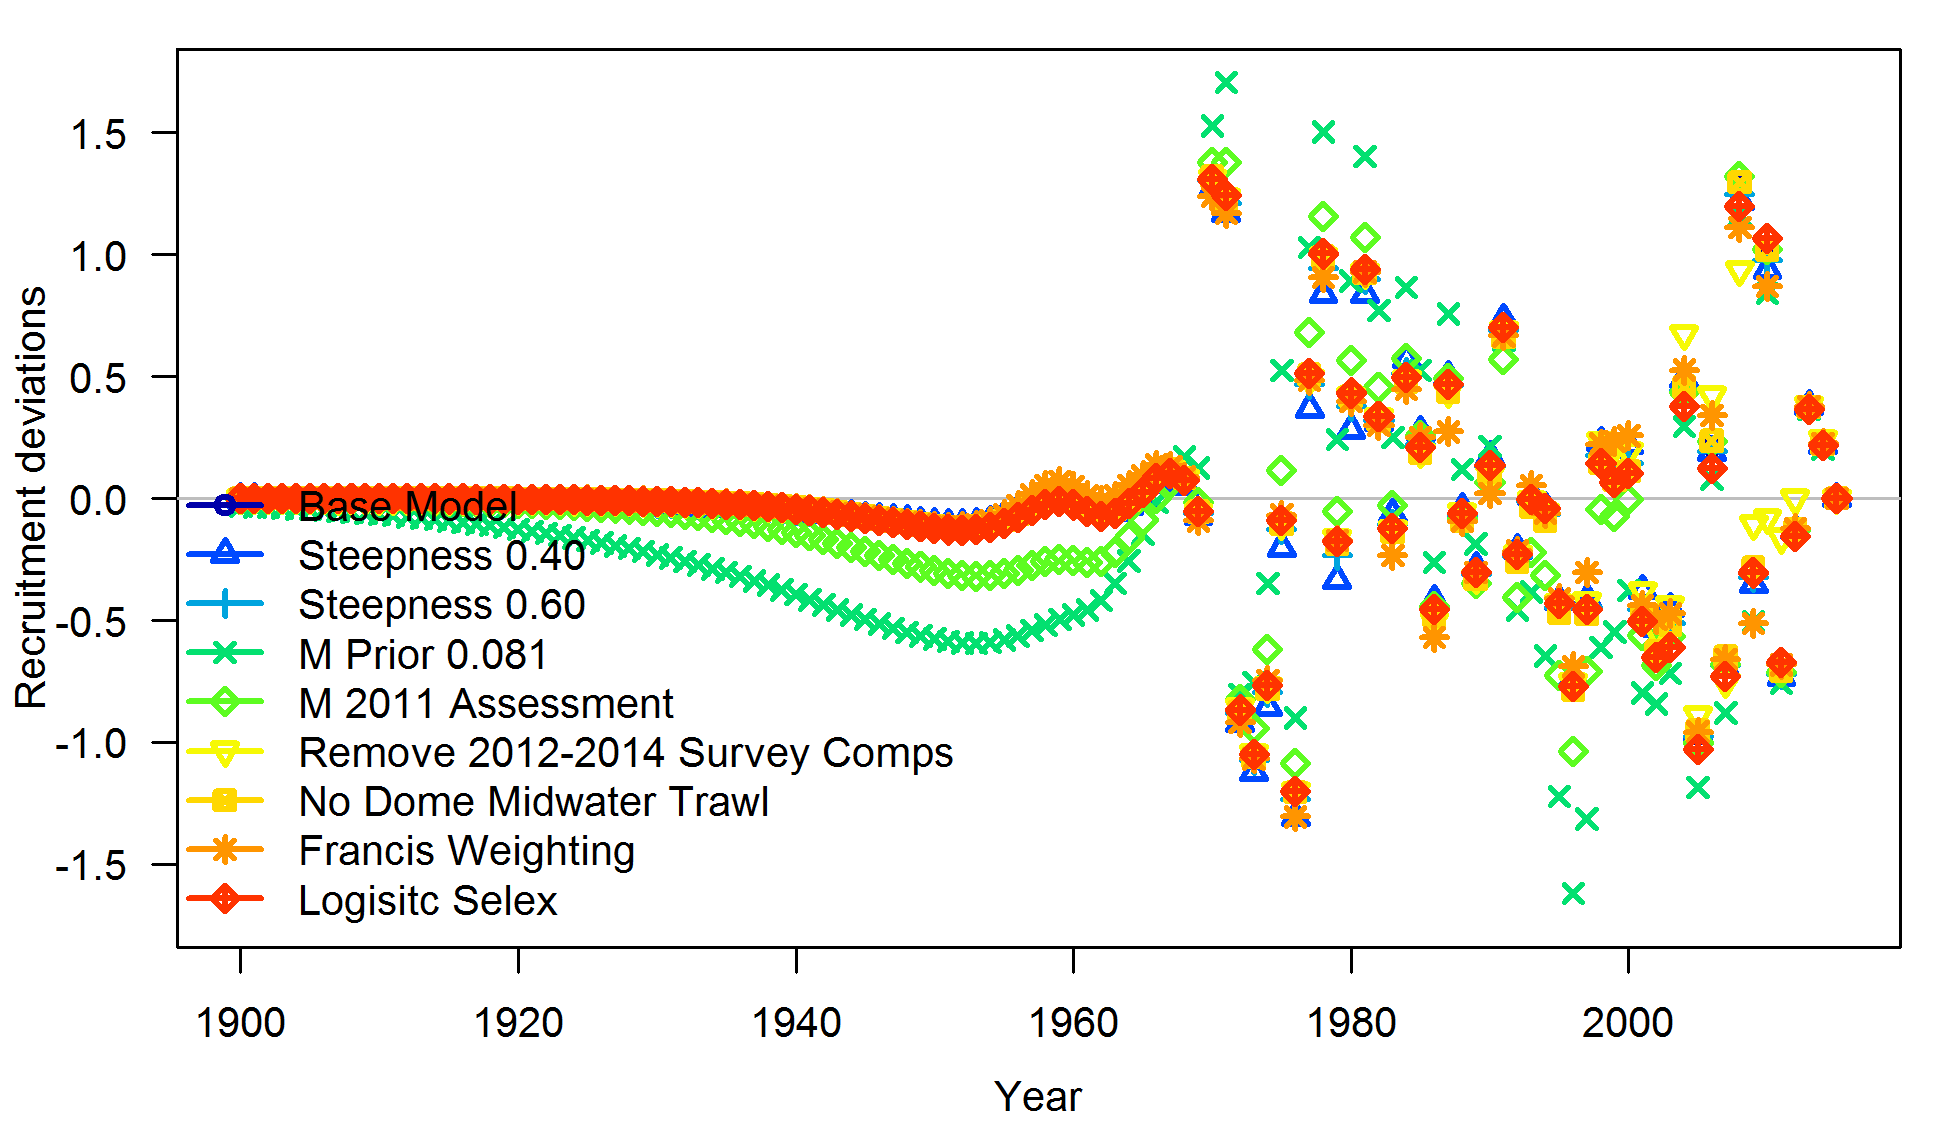 Recruitment deviations
1.5
1.0
0.5
0.0
-0.5
-1.0
-1.5
Base Model
Steepness 0.40
Steepness 0.60
M Prior 0.081
M 2011 Assessment
Remove 2012-2014 Survey Comps
No Dome Midwater Trawl
Francis Weighting
Logisitc Selex
1900 1920 1940 1960 1980 2000
Year